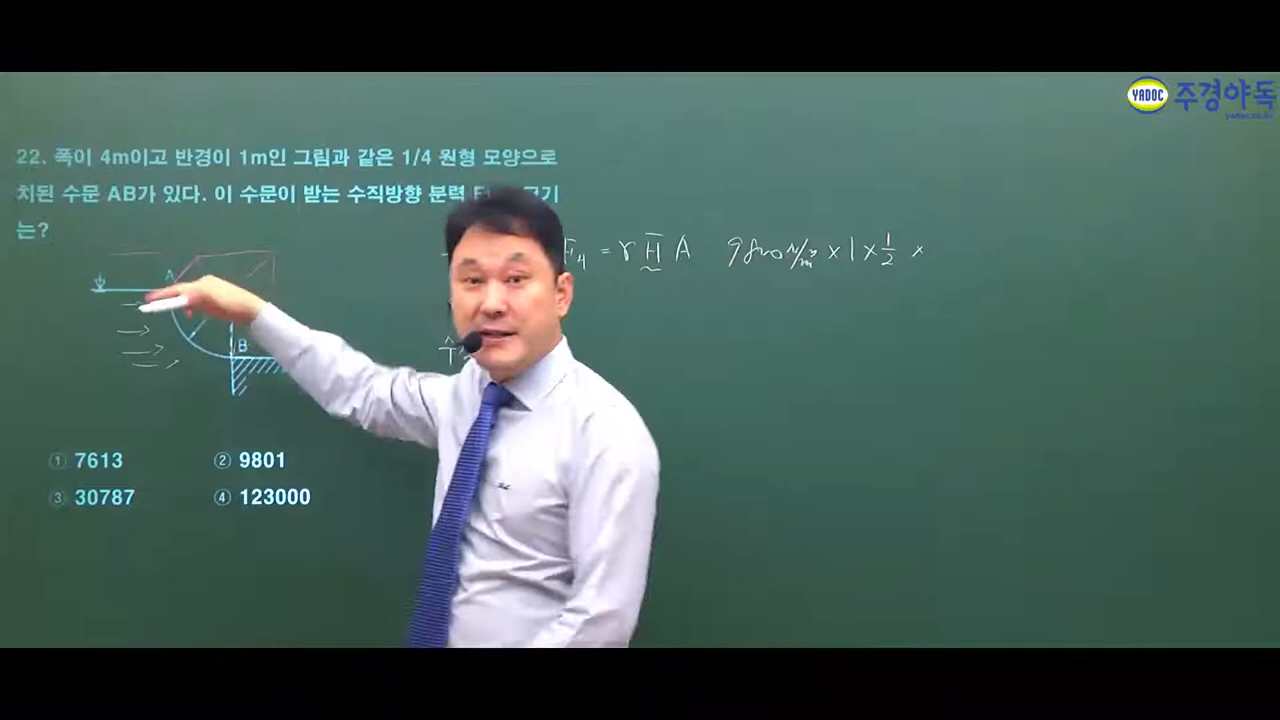 YADOC 주경야독
yadoc.co.kr
22. 폭이 4m이고 반경이 1m인 그림과 같은 1/4 원형 모양으로
치된 수문 AB가 있다. 이 수문이 받는 수직방향 분력
는?
= γ H̅ A 9800 N/m³ × 1 × 1/2 ×
A
B
① 7613 ② 9801
③ 30787 ④ 123000